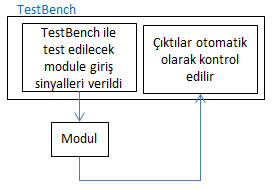 TestBench
TestBench ile
test edilecek
module giriş
sinyalleri verildi
Çıktılar otomatik
olarak kontrol
edilir
Modul